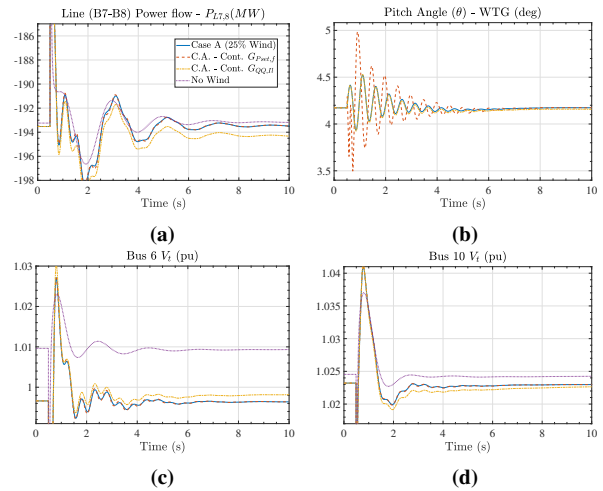 Line (B7-B8) Power flow - P_{L7,8}(MW)
-186
-188
-190
-192
-194
-196
-198
0 2 4 6 8 10
Time (s)
Case A (25% Wind)
C.A. - Cont. G_{Pset,f}
C.A. - Cont. G_{QQ,Il}
No Wind
(a)
Pitch Angle (θ) - WTG (deg)
5
4.5
4
3.5
0 2 4 6 8 10
Time (s)
(b)
Bus 6 V_t (pu)
1.03
1.02
1.01
1
0 2 4 6 8 10
Time (s)
(c)
Bus 10 V_t (pu)
1.04
1.03
1.025
1.02
0 2 4 6 8 10
Time (s)
(d)